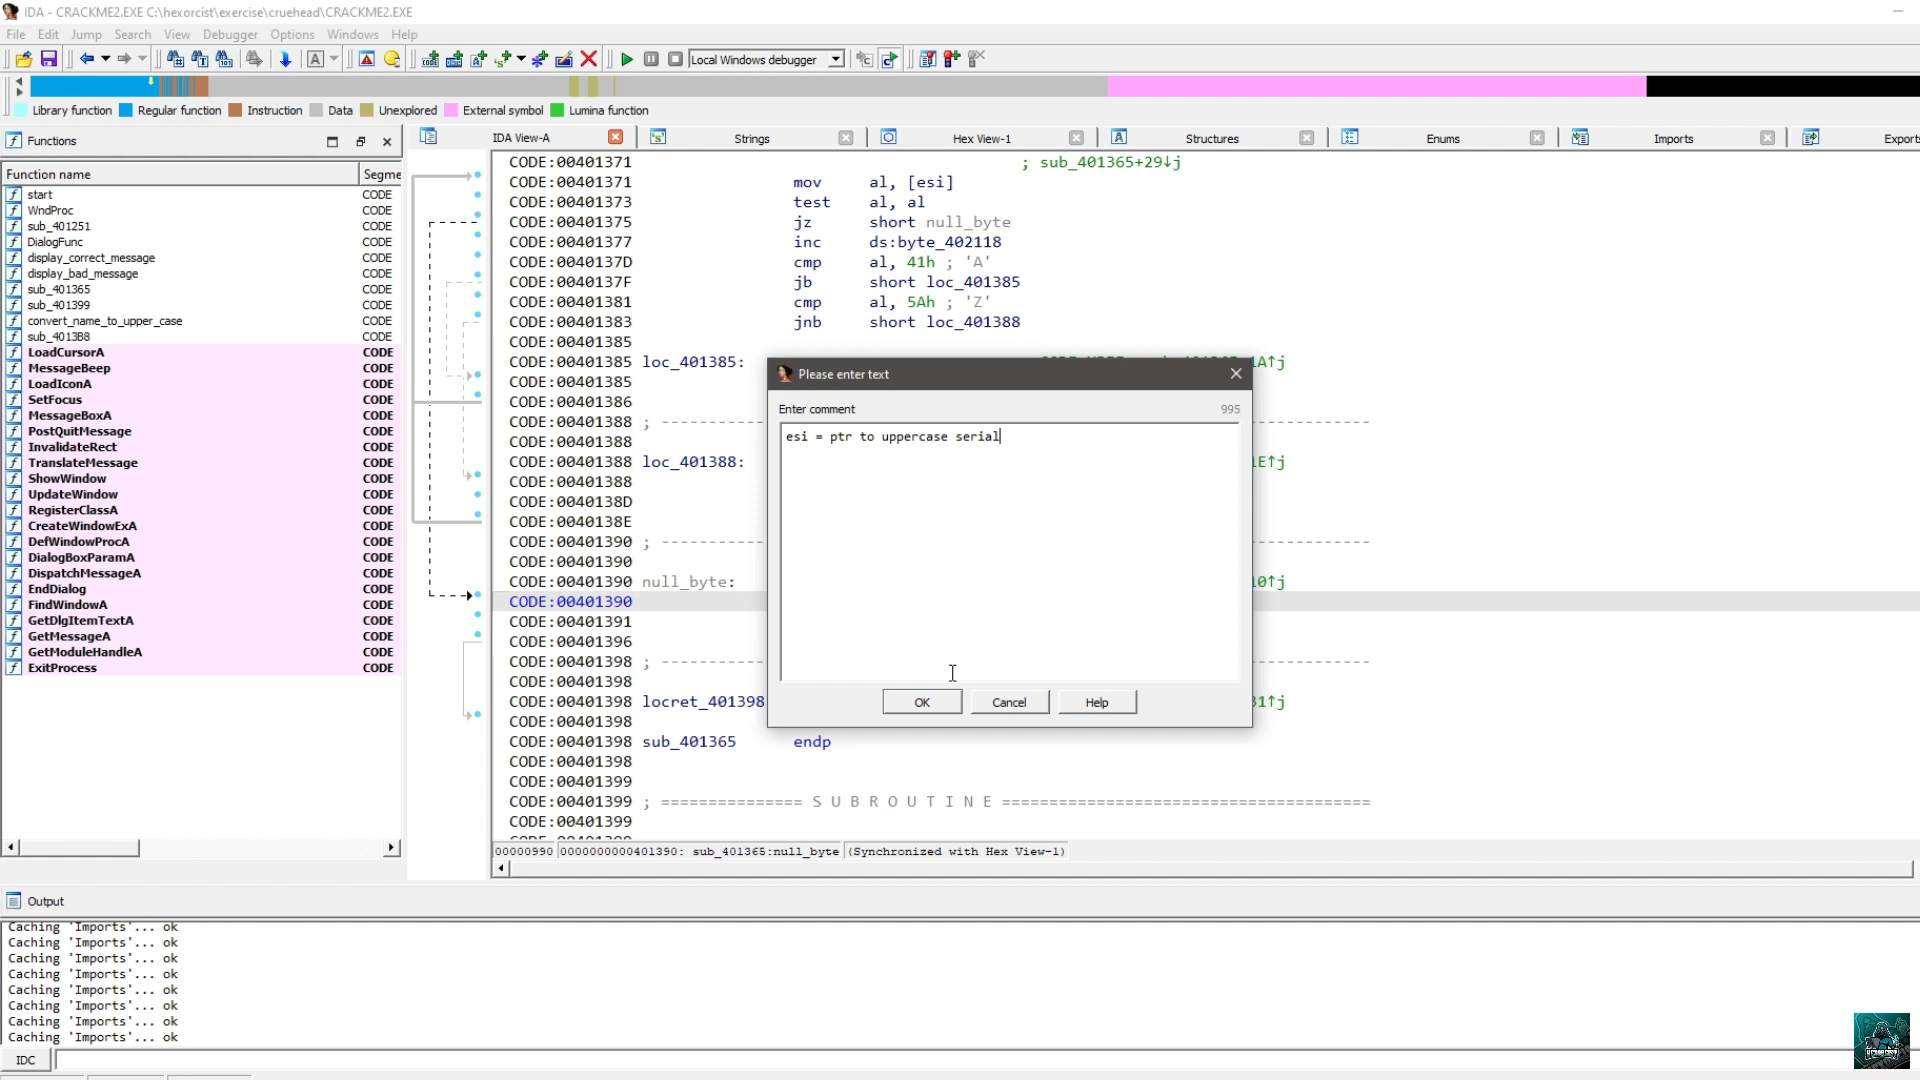 IDA - CRACKME2.EXE C:\hexorcist\exercise\cruehead\CRACKME2.EXE
File Edit Jump Search View Debugger Options Windows Help
Local Windows debugger
Library function Regular function Instruction Data Unexplored External symbol Lumina function
Functions
IDA View-A Strings Hex View-1 Structures Enums Imports Exports
Function name Segme
start CODE
WndProc CODE
sub_401251 CODE
DialogFunc CODE
display_correct_message CODE
display_bad_message CODE
sub_401365 CODE
sub_401399 CODE
convert_name_to_upper_case CODE
sub_4013B8 CODE
LoadCursorA CODE
MessageBeep CODE
LoadIconA CODE
SetFocus CODE
MessageBoxA CODE
PostQuitMessage CODE
InvalidateRect CODE
TranslateMessage CODE
ShowWindow CODE
UpdateWindow CODE
RegisterClassA CODE
CreateWindowExA CODE
DefWindowProcA CODE
DialogBoxParamA CODE
DispatchMessageA CODE
EndDialog CODE
FindWindowA CODE
GetDlgItemTextA CODE
GetMessageA CODE
GetModuleHandleA CODE
ExitProcess CODE
CODE:00401371 ; sub_401365+29↓j
CODE:00401371 mov al, [esi]
CODE:00401373 test al, al
CODE:00401375 jz short null_byte
CODE:00401377 inc ds:byte_402118
CODE:0040137D cmp al, 41h ; 'A'
CODE:0040137F jb short loc_401385
CODE:00401381 cmp al, 5Ah ; 'Z'
CODE:00401383 jnb short loc_401388
CODE:00401385
CODE:00401385 loc_401385: 1A↑j
CODE:00401385
CODE:00401386
CODE:00401388 ; ---------------------------------------------------------------------------
CODE:00401388
CODE:00401388 loc_401388: 1E↑j
CODE:00401388
CODE:0040138D
CODE:0040138E
CODE:00401390 ; ---------------------------------------------------------------------------
CODE:00401390
CODE:00401390 null_byte: 10↑j
CODE:00401390
CODE:00401391
CODE:00401396
CODE:00401398 ; ---------------------------------------------------------------------------
CODE:00401398
CODE:00401398 locret_401398 31↑j
CODE:00401398
CODE:00401398 sub_401365 endp
CODE:00401398
CODE:00401399
CODE:00401399 ; =============== S U B R O U T I N E =======================================
CODE:00401399
CODE:00401399
Please enter text
Enter comment 995
esi = ptr to uppercase serial
OK Cancel Help
00000990 0000000000401390: sub_401365:null_byte (Synchronized with Hex View-1)
Output
Caching 'Imports'... ok
Caching 'Imports'... ok
Caching 'Imports'... ok
Caching 'Imports'... ok
Caching 'Imports'... ok
Caching 'Imports'... ok
Caching 'Imports'... ok
Caching 'Imports'... ok
IDC